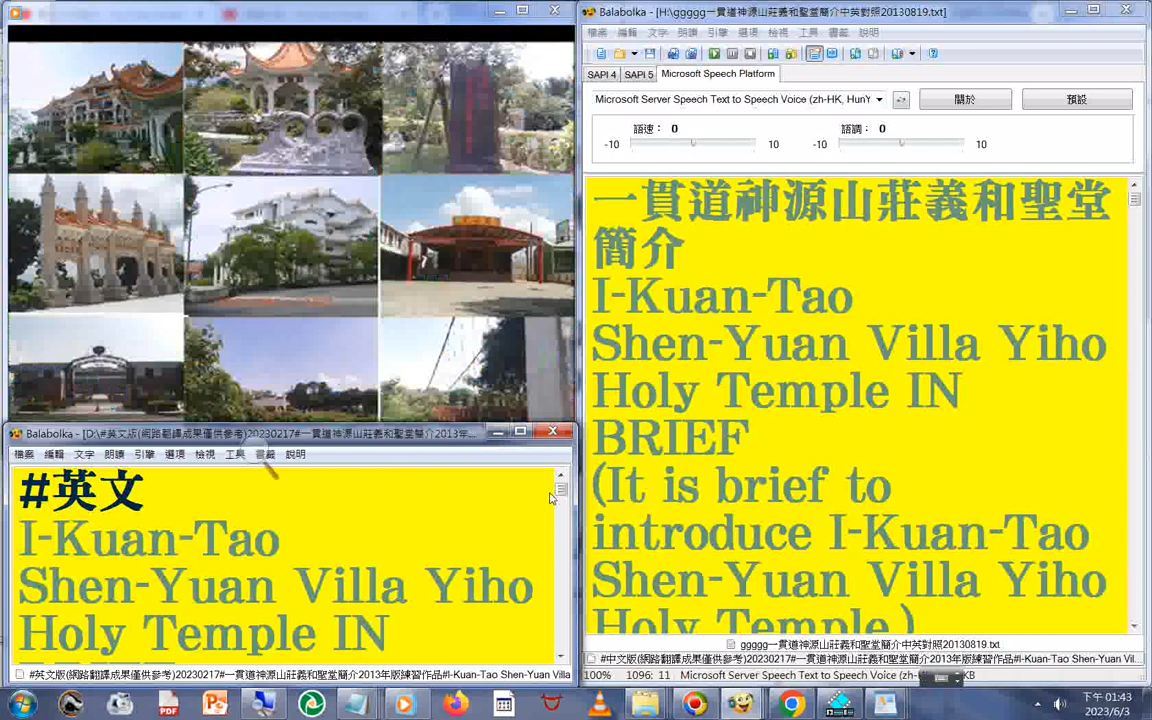 Balabolka - [H:\ggggg一貫道神源山莊義和聖堂簡介中英對照20130819.txt]
檔案 編輯 文字 朗讀 引擎 選項 檢視 工具 書籤 說明
SAPI 4 SAPI 5 Microsoft Speech Platform
Microsoft Server Speech Text to Speech Voice (zh-HK, HunY
關於 預設
語速： 0 語調： 0
-10 10 -10 10
一貫道神源山莊義和聖堂
簡介
I-Kuan-Tao
Shen-Yuan Villa Yiho
Holy Temple IN
BRIEF
(It is brief to
introduce I-Kuan-Tao
Shen-Yuan Villa Yiho
Holy Temple )
ggggg一貫道神源山莊義和聖堂簡介中英對照20130819.txt
#中文版(網路翻譯成果僅供參考)20230217#一貫道神源山莊義和聖堂簡介2013年版練習作品#I-Kuan-Tao Shen-Yuan Vil...
100% 1096: 11 Microsoft Server Speech Text to Speech Voice
KB
Balabolka - [D:\#英文版(網路翻譯成果僅供參考)20230217#一貫道神源山莊義和聖堂簡介2013年...
檔案 編輯 文字 朗讀 引擎 選項 檢視 工具 書籤 說明
#英文
I-Kuan-Tao
Shen-Yuan Villa Yiho
Holy Temple IN
#英文版(網路翻譯成果僅供參考)20230217#一貫道神源山莊義和聖堂簡介2013年版練習作品#I-Kuan-Tao Shen-Yuan Villa
PDF
下午 01:43
2023/6/3